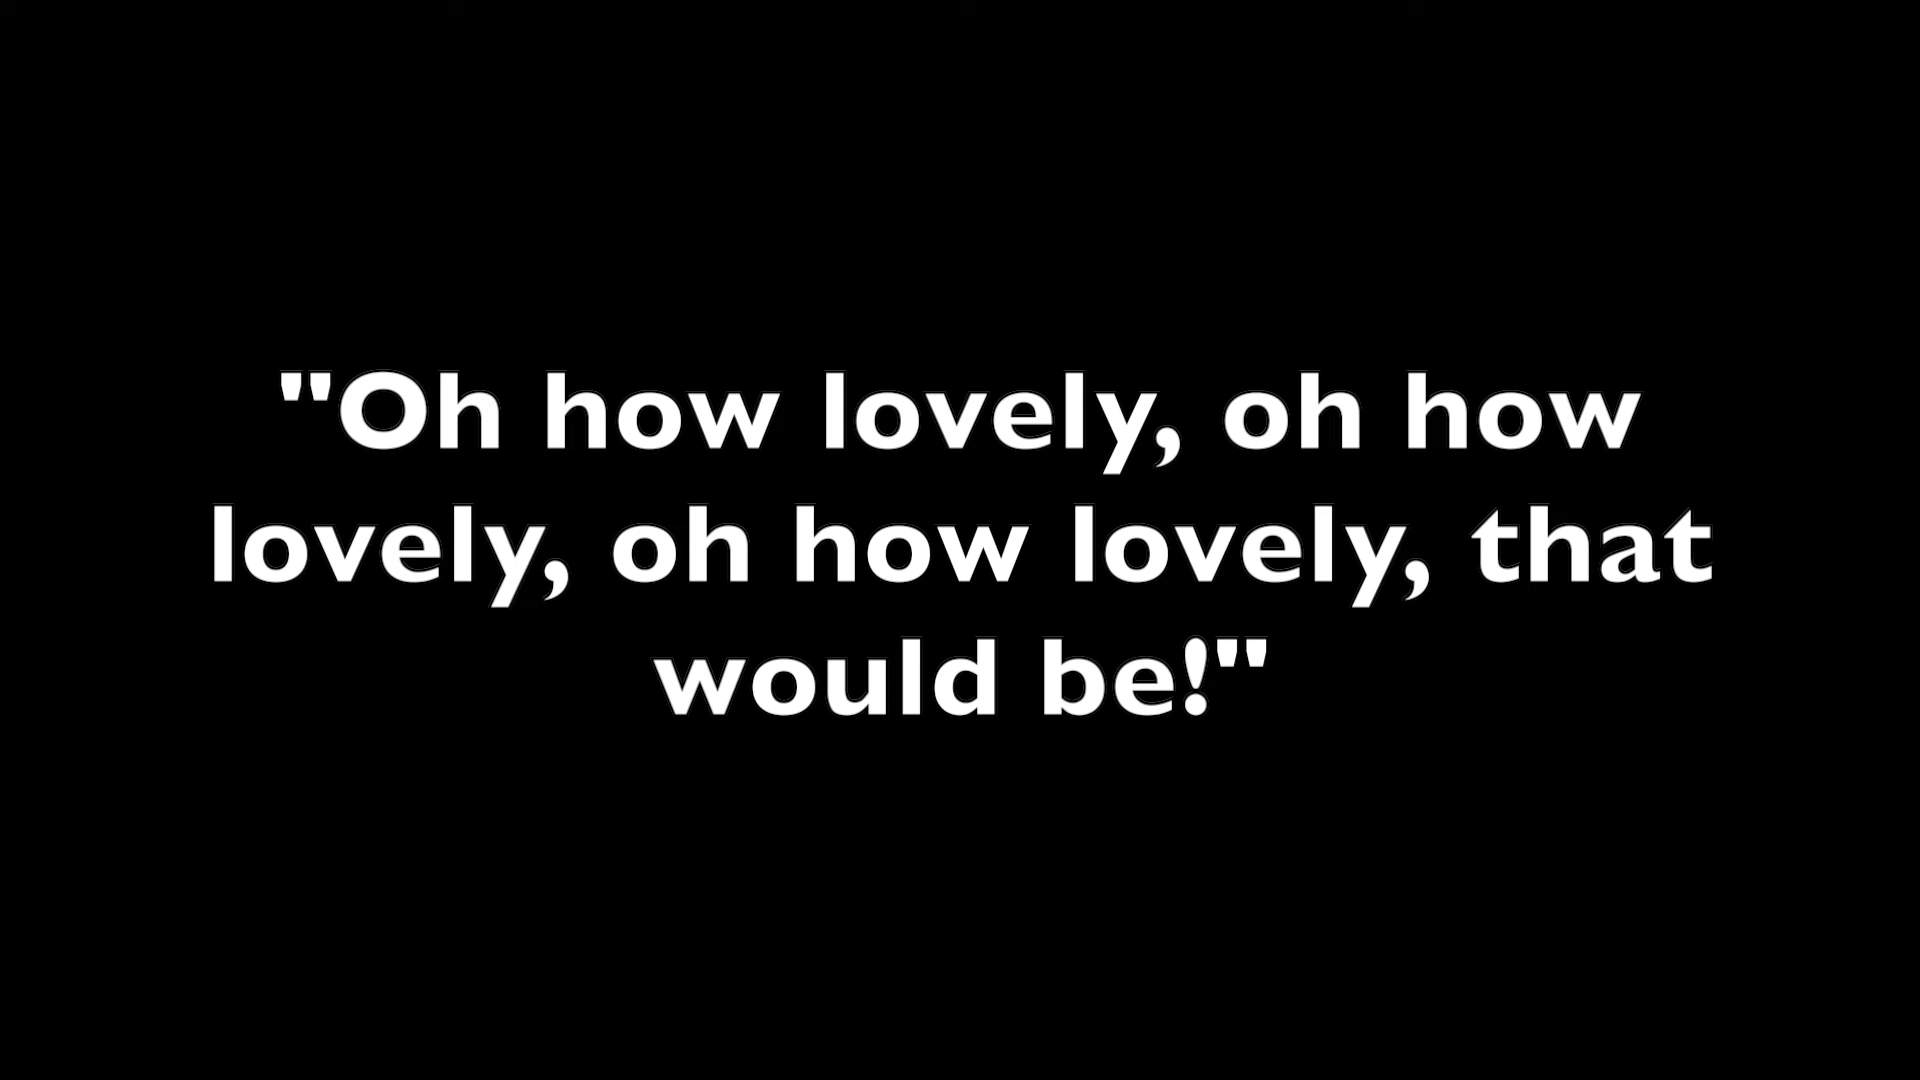 "Oh how lovely, oh how
lovely, oh how lovely, that
would be!"